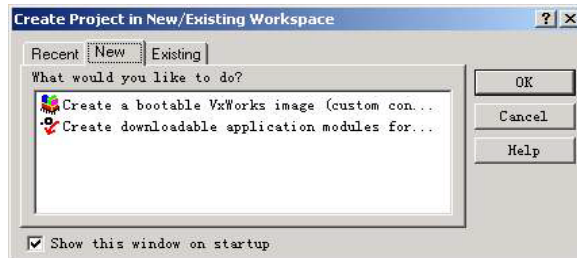 Create Project in New/Existing Workspace
Recent New Existing
What would you like to do?
Create a bootable VxWorks image (custom con...
Create downloadable application modules for...
OK
Cancel
Help
Show this window on startup